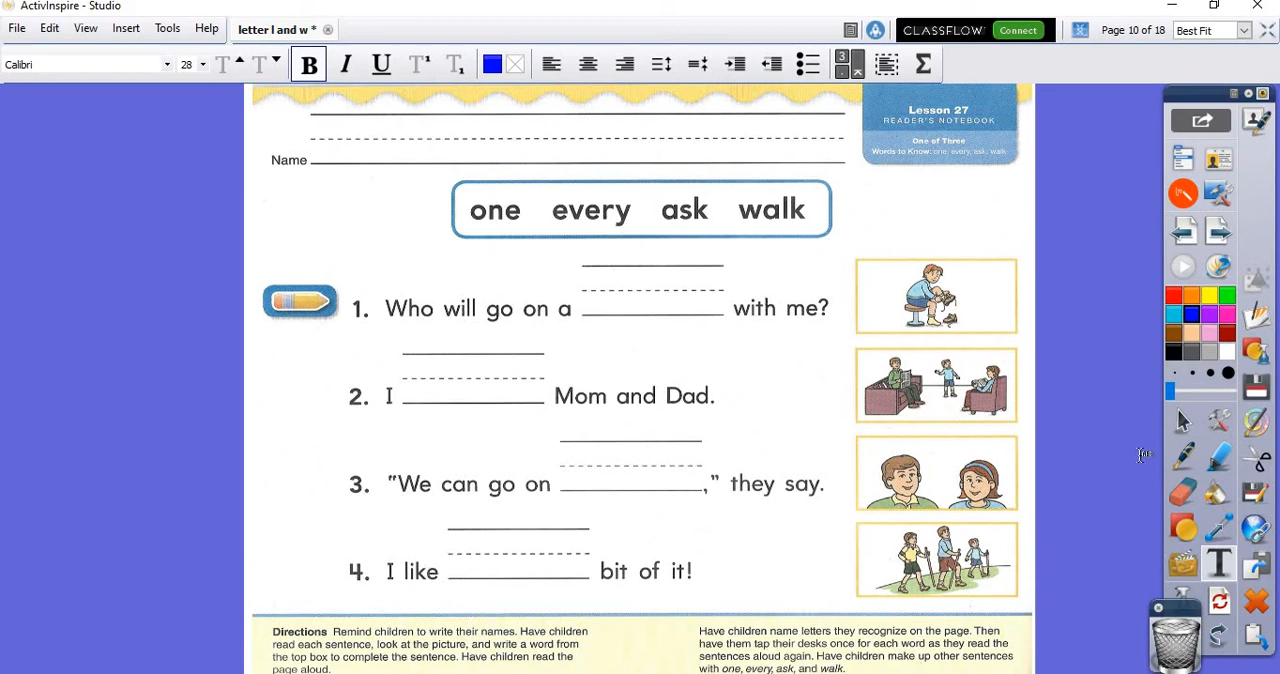 ActivInspire - Studio
File Edit View Insert Tools Help letter l and w * CLASSFLOW Connect Page 10 of 18 Best Fit
Calibri 28 T T B I U T¹ T₁ 3 Σ
Lesson 27
READER'S NOTEBOOK
One of Three
Words to Know: one, every, ask, walk
Name
one every ask walk
1. Who will go on a with me?
2. I Mom and Dad.
3. "We can go on ," they say.
4. I like bit of it!
Directions Remind children to write their names. Have children
read each sentence, look at the picture, and write a word from
the top box to complete the sentence. Have children read the
page aloud.
Have children name letters they recognize on the page. Then
have them tap their desks once for each word as they read the
sentences aloud again. Have children make up other sentences
with one, every, ask, and walk.
T